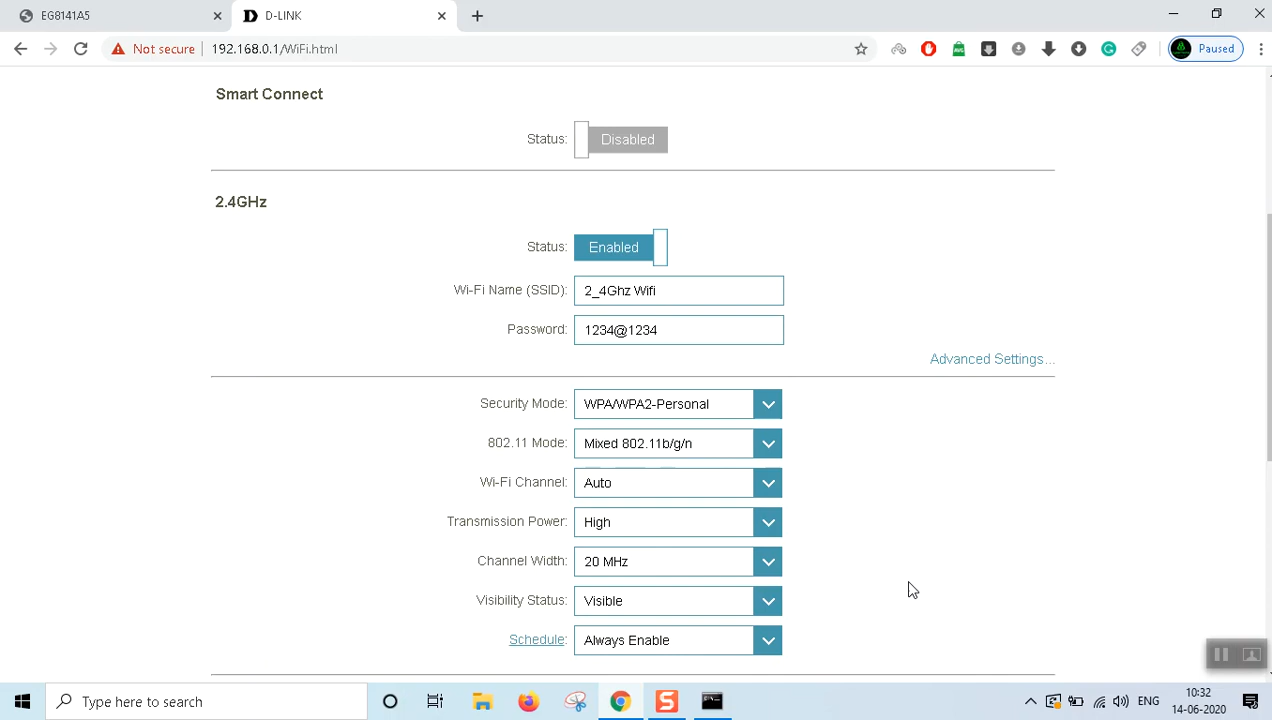 EG8141A5
D-LINK
Not secure
192.168.0.1/WiFi.html
Paused
Smart Connect
Status: Disabled
2.4GHz
Status: Enabled
Wi-Fi Name (SSID): 2_4Ghz Wifi
Password: 1234@1234
Advanced Settings...
Security Mode: WPA/WPA2-Personal
802.11 Mode: Mixed 802.11b/g/n
Wi-Fi Channel: Auto
Transmission Power: High
Channel Width: 20 MHz
Visibility Status: Visible
Schedule: Always Enable
Type here to search
ENG
10:32
14-06-2020